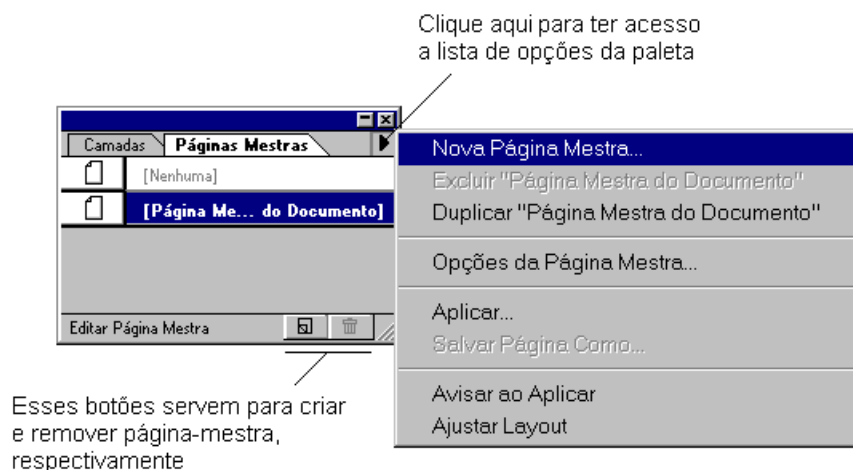 Clique aqui para ter acesso
a lista de opções da paleta
Camadas
Páginas Mestras
[Nenhuma]
[Página Me... do Documento]
Editar Página Mestra
Nova Página Mestra...
Excluir "Página Mestra do Documento"
Duplicar "Página Mestra do Documento"
Opções da Página Mestra...
Aplicar...
Salvar Página Como...
Avisar ao Aplicar
Ajustar Layout
Esses botões servem para criar
e remover página-mestra,
respectivamente